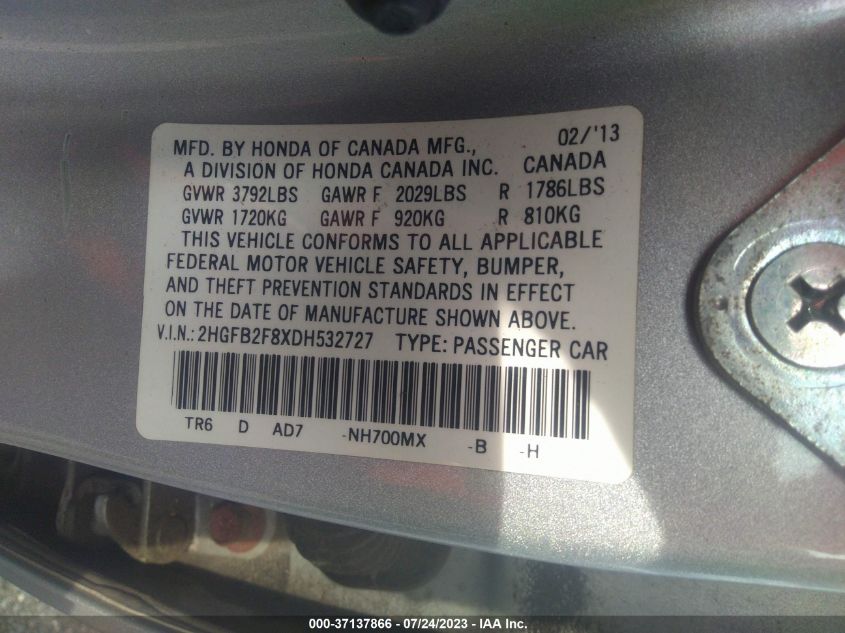 MFD. BY HONDA OF CANADA MFG., 02/'13
A DIVISION OF HONDA CANADA INC. CANADA
GVWR 3792LBS GAWR F 2029LBS R 1786LBS
GVWR 1720KG GAWR F 920KG R 810KG
THIS VEHICLE CONFORMS TO ALL APPLICABLE
FEDERAL MOTOR VEHICLE SAFETY, BUMPER,
AND THEFT PREVENTION STANDARDS IN EFFECT
ON THE DATE OF MANUFACTURE SHOWN ABOVE.
V.I.N.: 2HGFB2F8XDH532727 TYPE: PASSENGER CAR
TR6 D AD7 -NH700MX -B -H
000-37137866 - 07/24/2023 - IAA Inc.